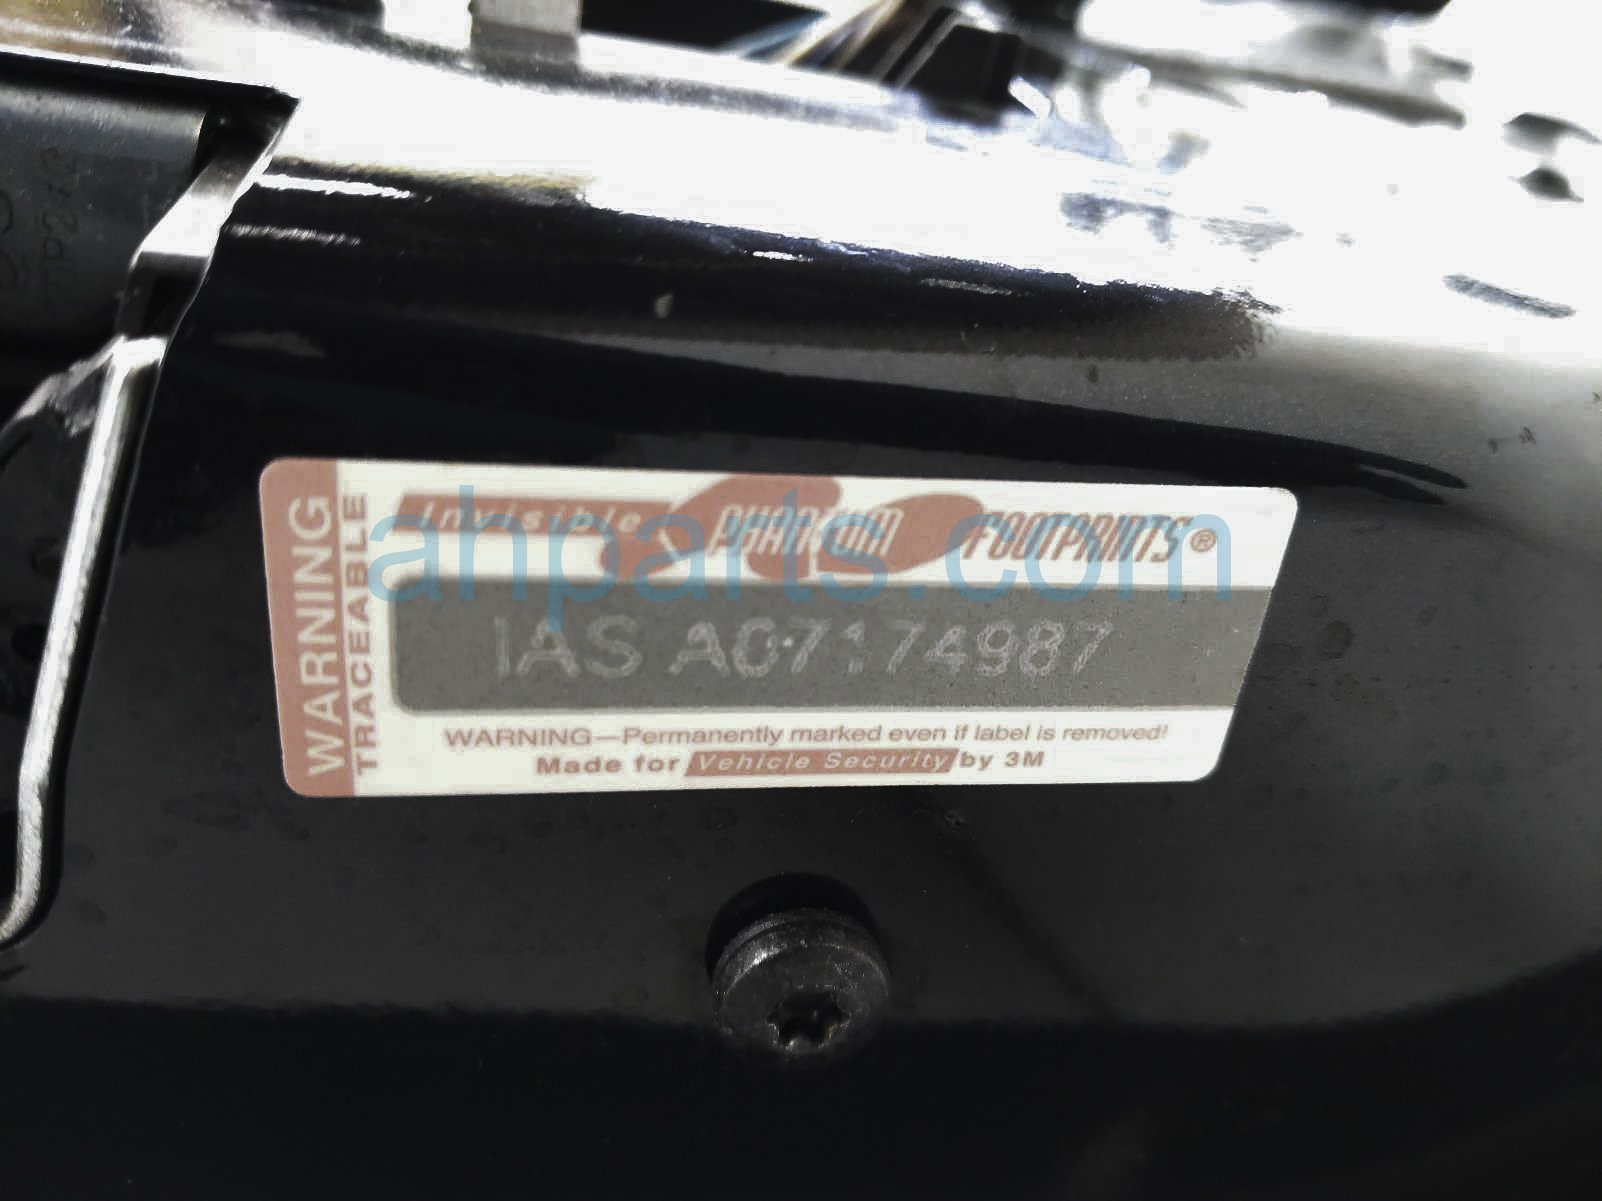 WARNING
TRACEABLE
Invisible PHANTOM FOOTPRINTS®
IAS A07174987
WARNING—Permanently marked even if label is removed!
Made for Vehicle Security by 3M
ahparts.com